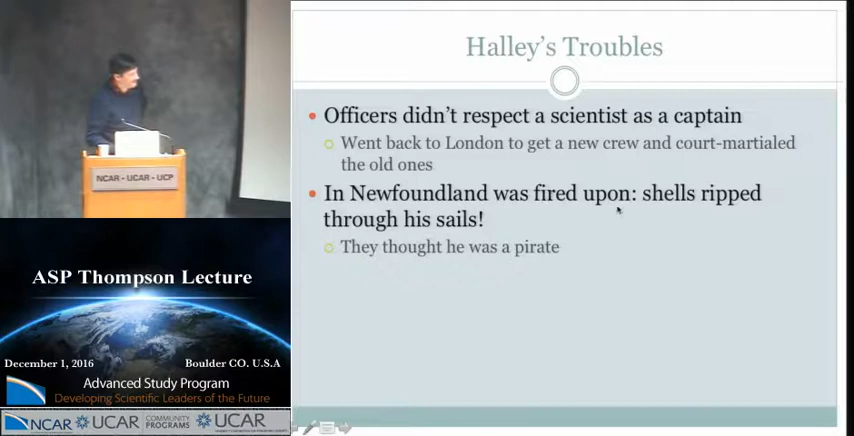 Halley's Troubles
Officers didn't respect a scientist as a captain
Went back to London to get a new crew and court-martialed
the old ones
In Newfoundland was fired upon: shells ripped
through his sails!
They thought he was a pirate
NCAR - UCAR - UCP
ASP Thompson Lecture
December 1, 2016
Boulder CO. U.S.A
Advanced Study Program
Developing Scientific Leaders of the Future
NCAR
UCAR
COMMUNITY
PROGRAMS
UCAR